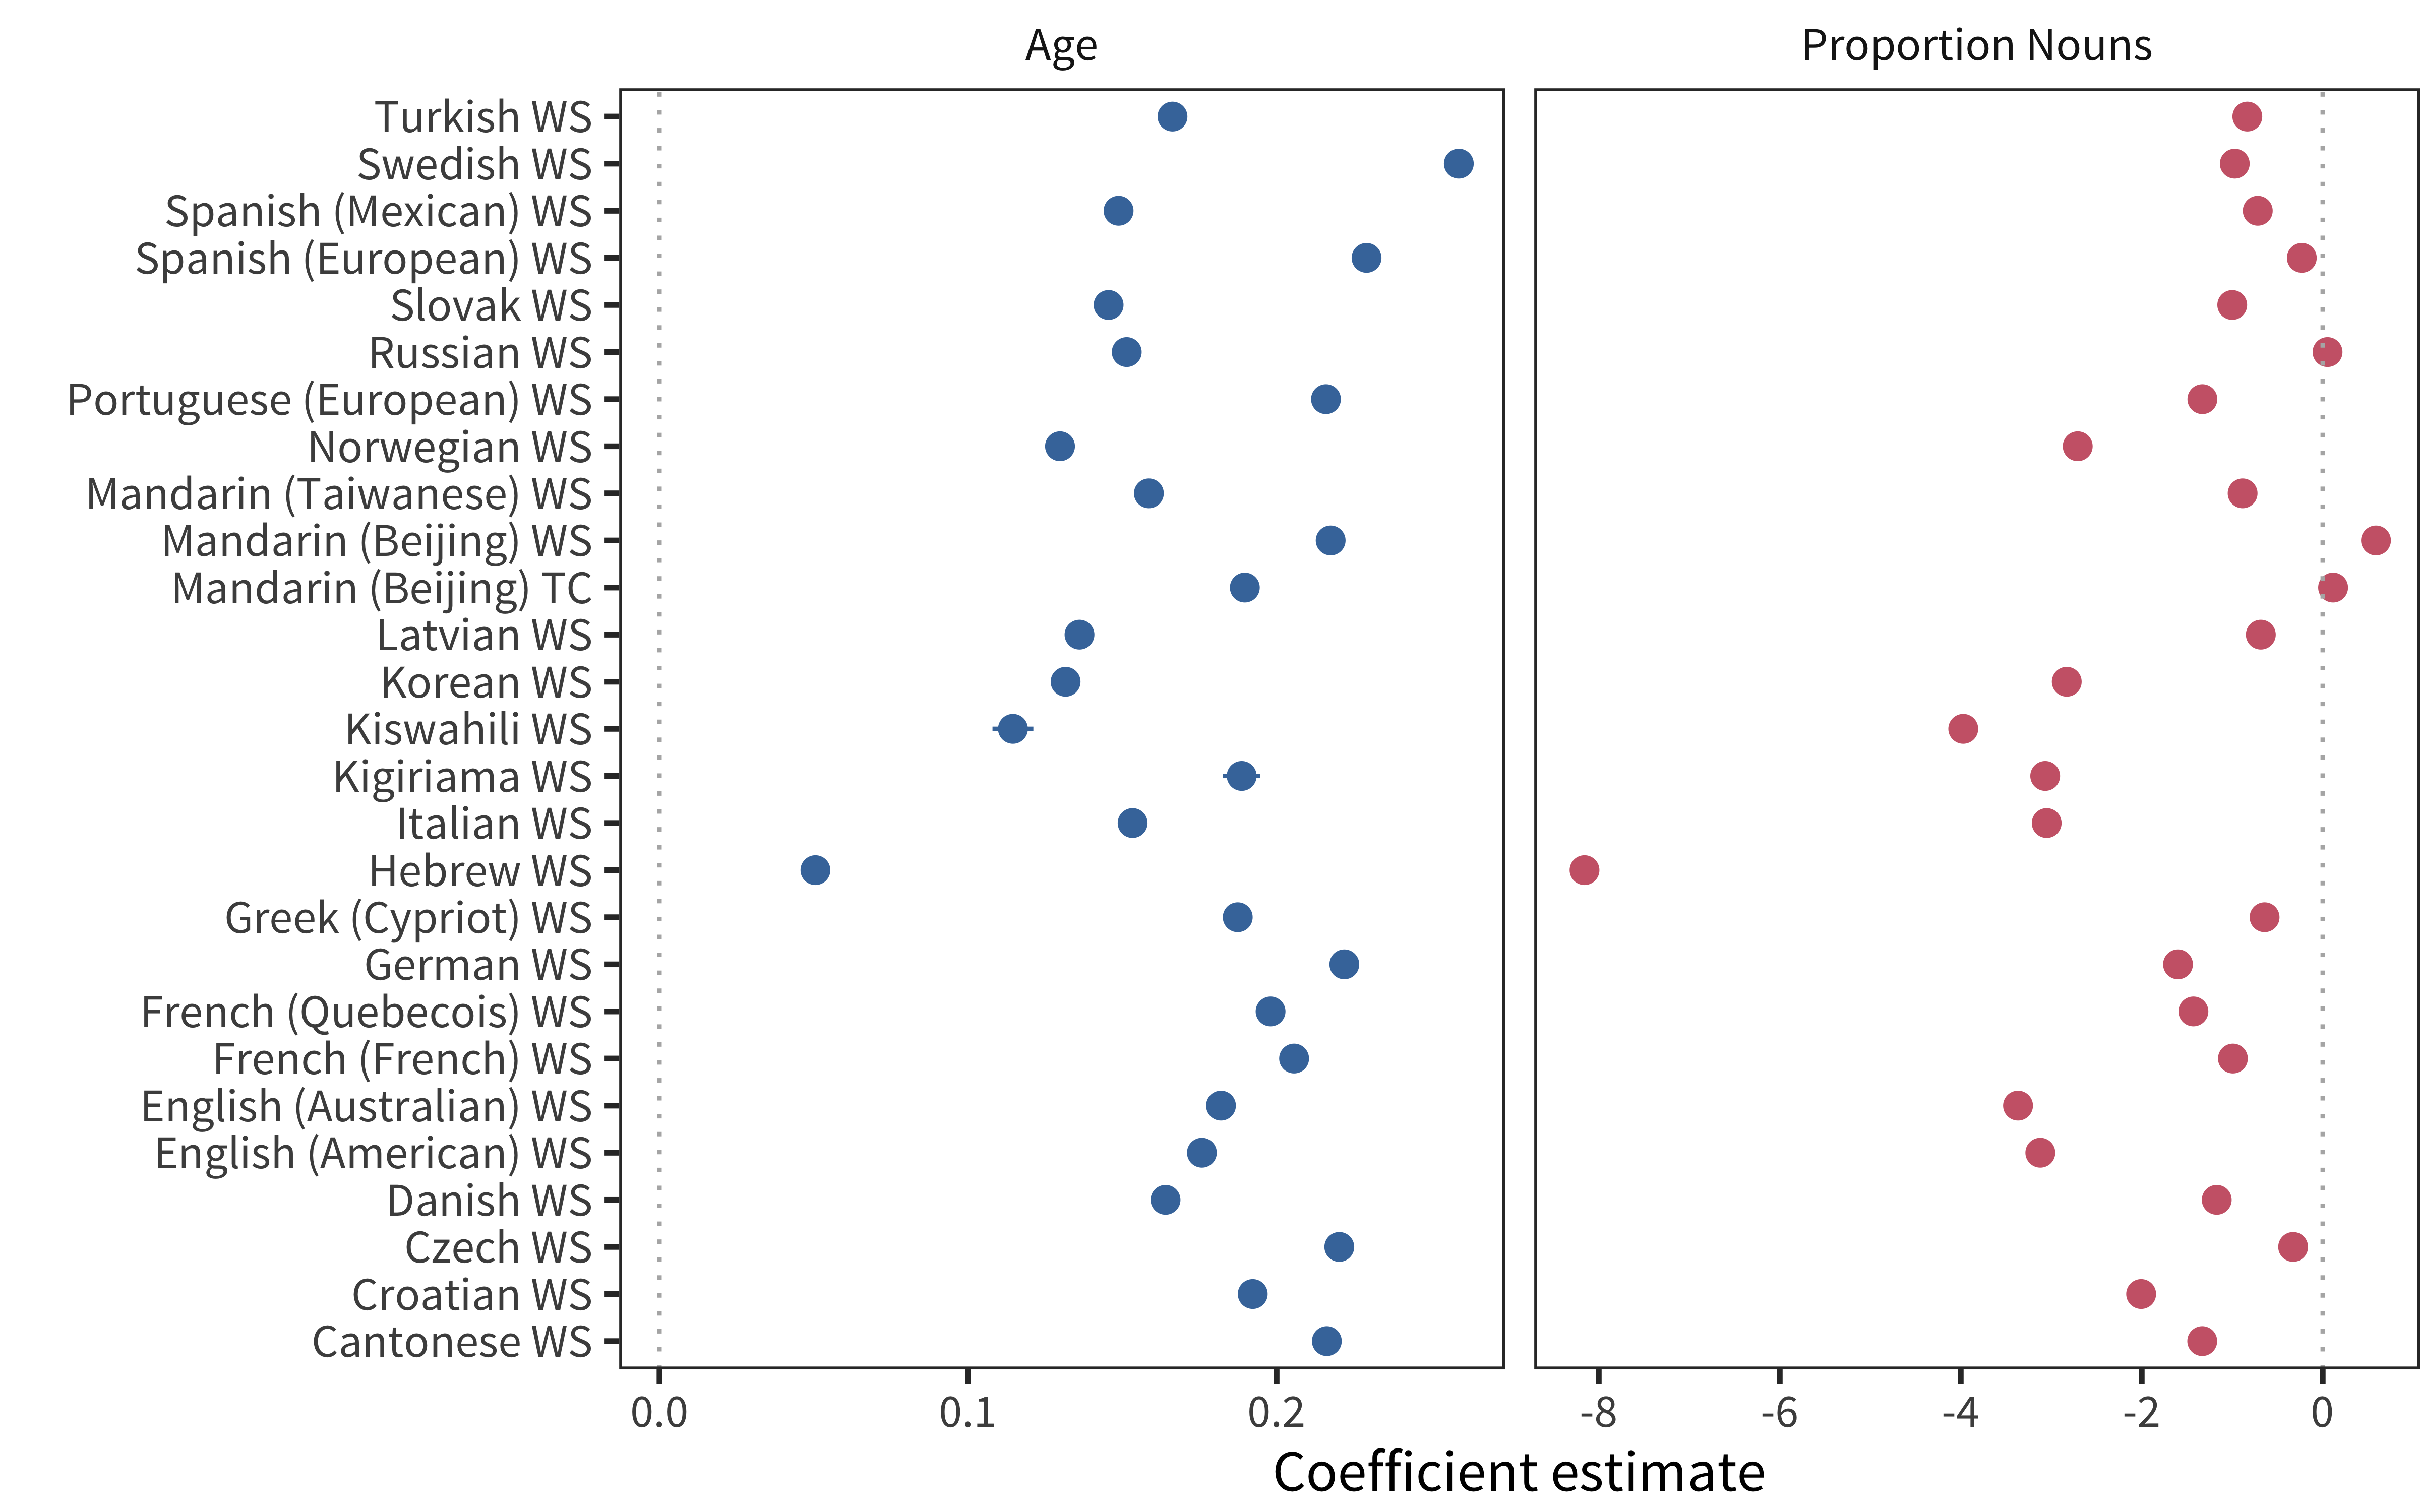 Age Proportion Nouns
Turkish WS
Swedish WS
Spanish (Mexican) WS
Spanish (European) WS
Slovak WS
Russian WS
Portuguese (European) WS
Norwegian WS
Mandarin (Taiwanese) WS
Mandarin (Beijing) WS
Mandarin (Beijing) TC
Latvian WS
Korean WS
Kiswahili WS
Kigiriama WS
Italian WS
Hebrew WS
Greek (Cypriot) WS
German WS
French (Quebecois) WS
French (French) WS
English (Australian) WS
English (American) WS
Danish WS
Czech WS
Croatian WS
Cantonese WS
0.0 0.1 0.2 -8 -6 -4 -2 0
Coefficient estimate